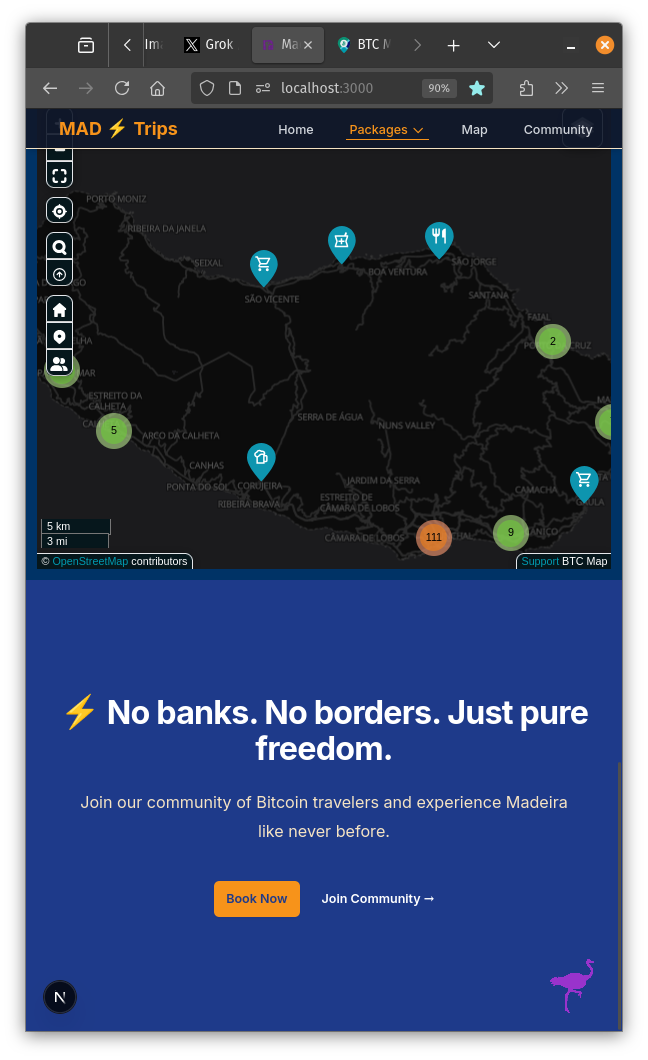 Im
Grok
Ma
BTC M
localhost:3000
90%
MAD ⚡ Trips
Home
Packages
Map
Community
PORTO MONIZ
RIBEIRA DA JANELA
SEIXAL
SÃO JORGE
BOA VENTURA
SÃO VICENTE
SANTANA
FAIAL
2
ESTREITO DA
CALHETA
5
ARCO DA CALHETA
SERRA DE ÁGUA
NUNS VALLEY
CANHAS
PONTA DO SOL
CORUJEIRA
RIBEIRA BRAVA
JARDIM DA SERRA
ESTREITO DE
CÂMARA DE LOBOS
CAMACHA
CÂMARA DE LOBOS
111
9
5 km
3 mi
© OpenStreetMap contributors
Support BTC Map
⚡ No banks. No borders. Just pure
freedom.
Join our community of Bitcoin travelers and experience Madeira
like never before.
Book Now
Join Community →
N